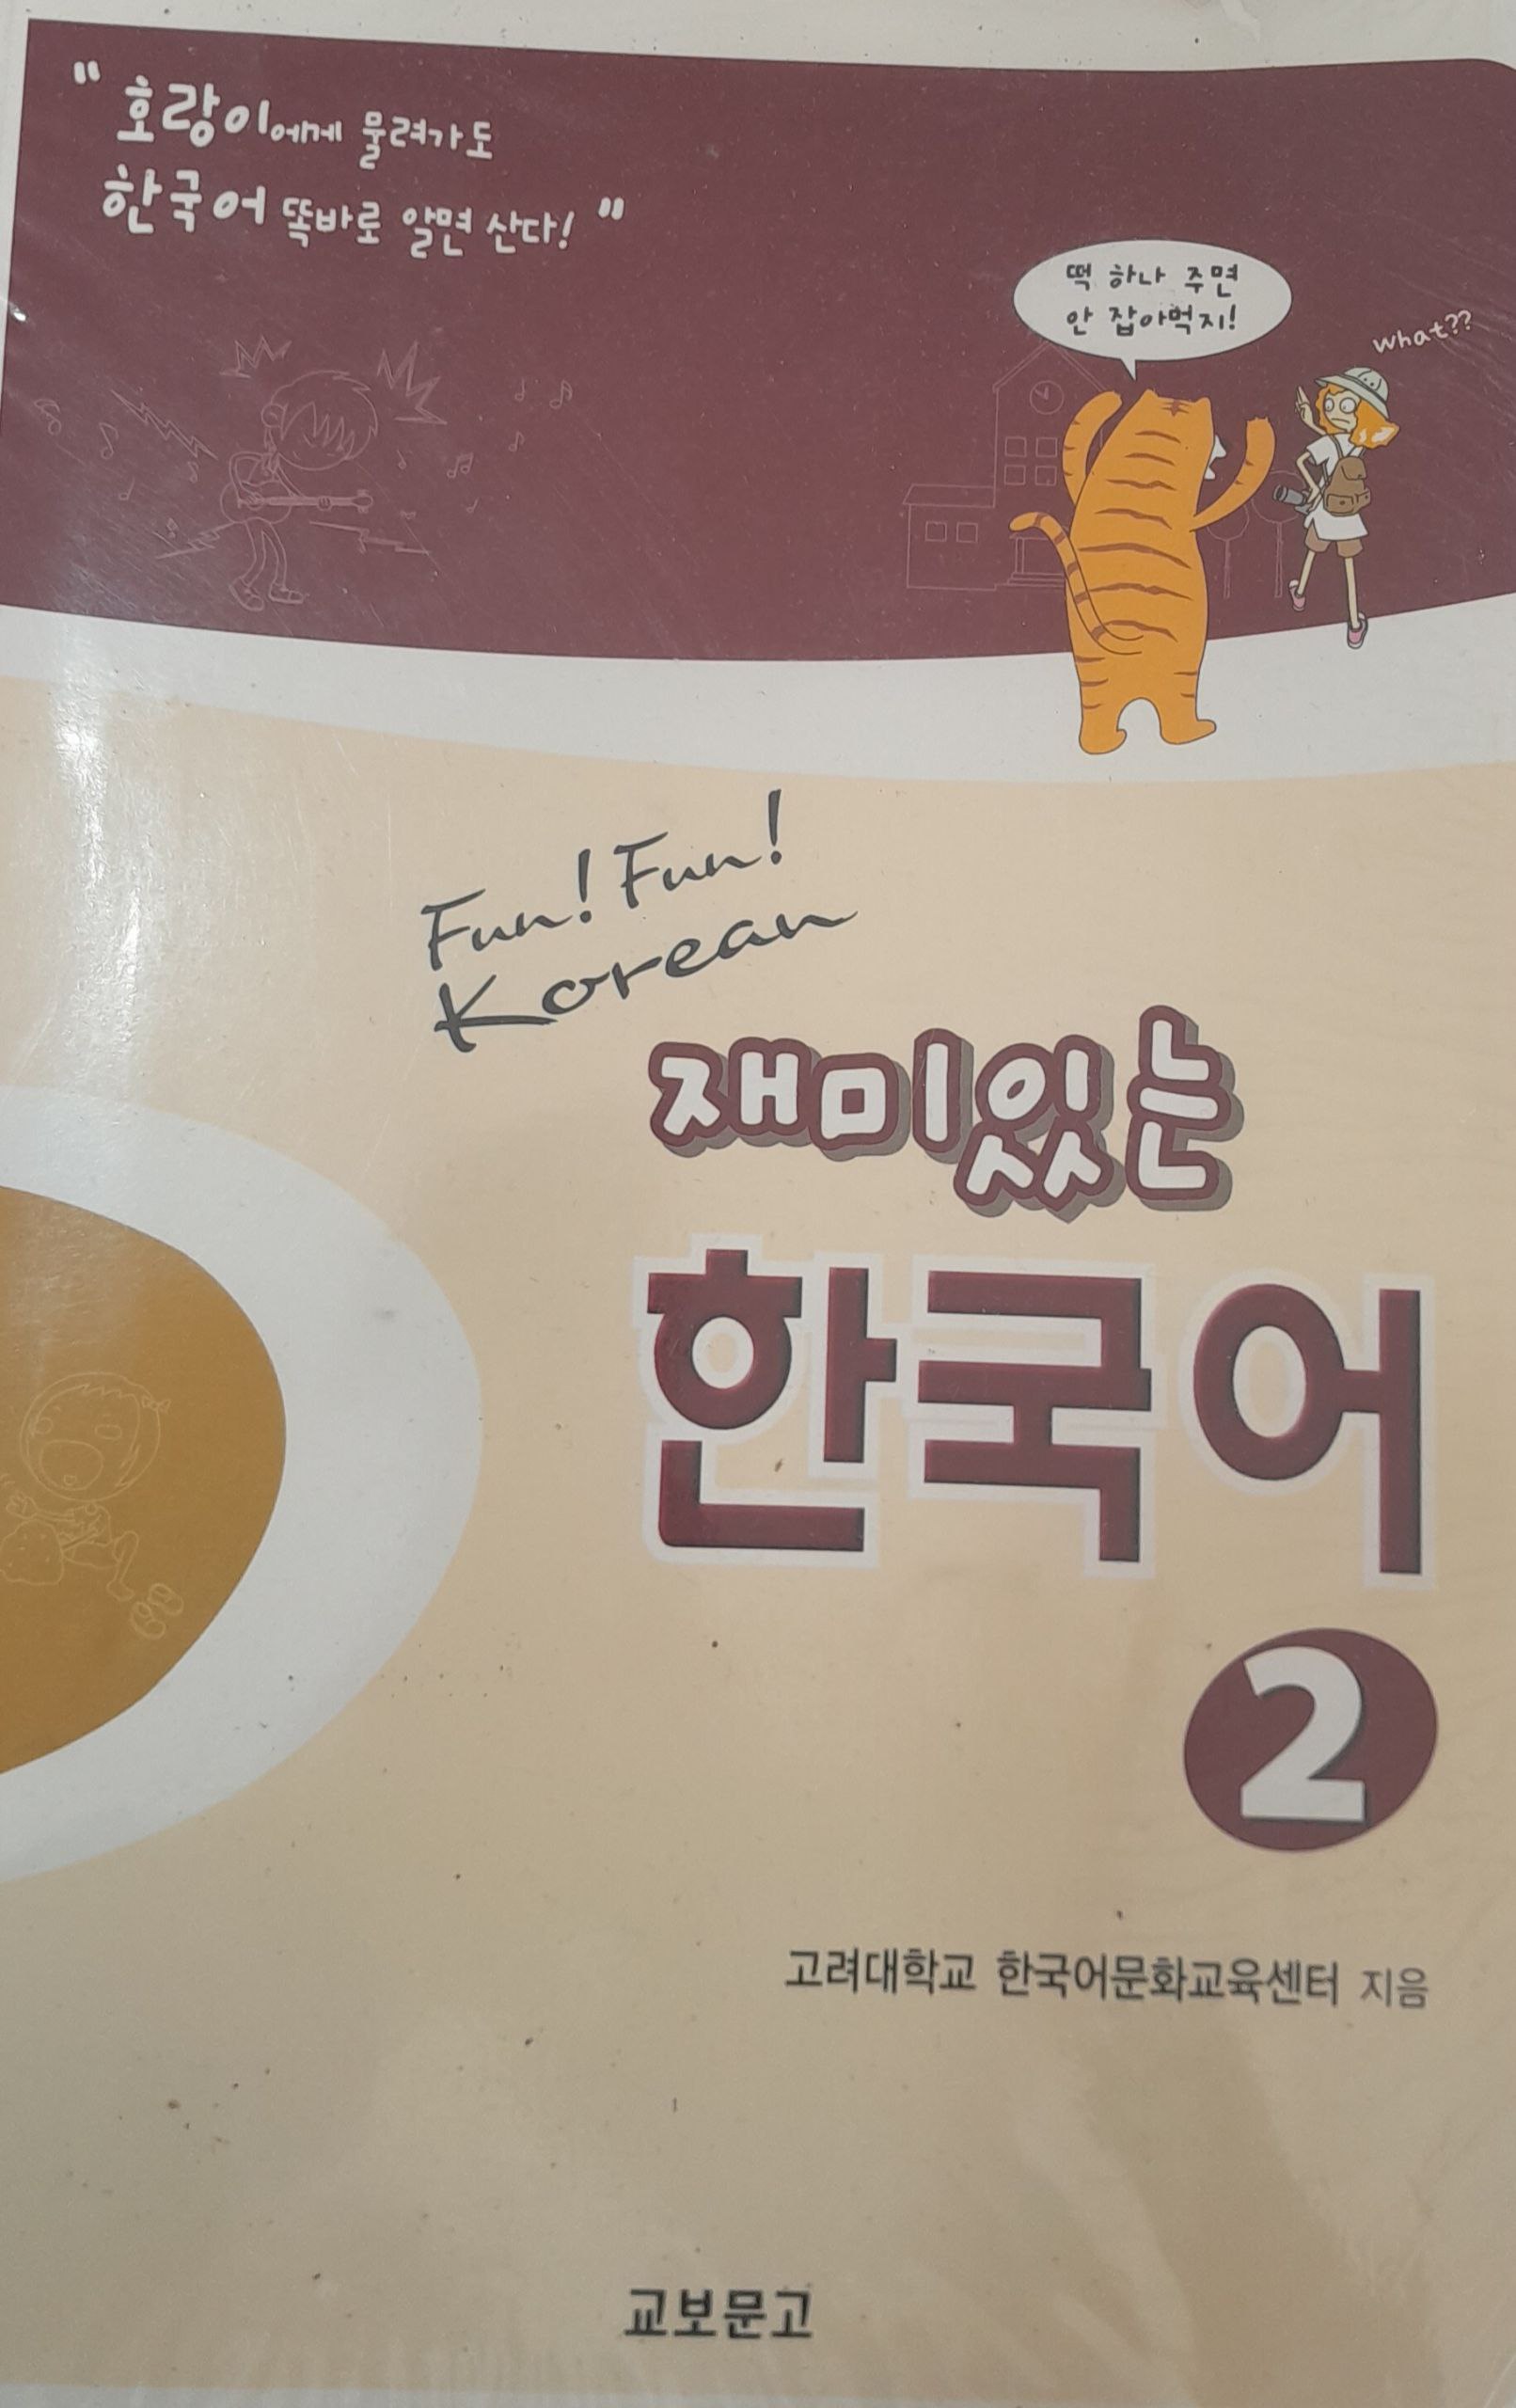 " 호랑이에게 물려가도
한국어 똑바로 알면 산다! "
떡 하나 주면
안 잡아먹지!
what??
Fun! Fun!
Korean
재미있는
한국어
2
고려대학교 한국어문화교육센터 지음
교보문고